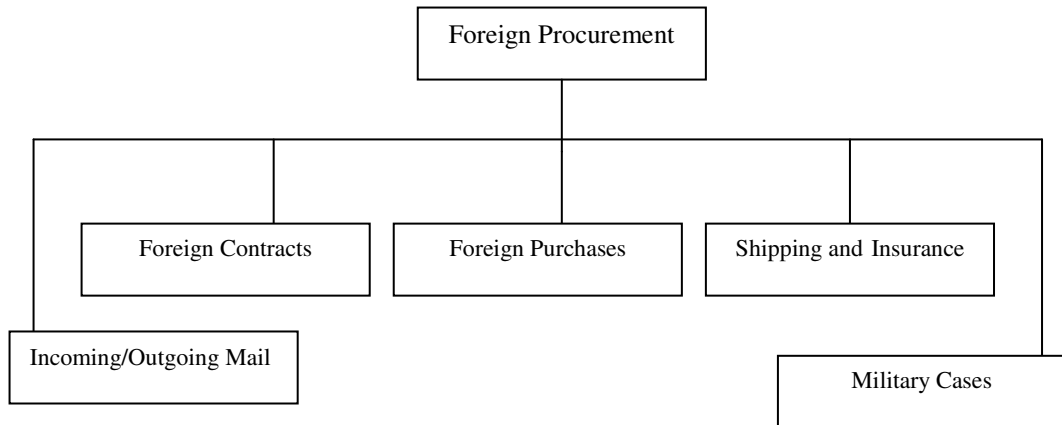 Foreign Procurement
Foreign Contracts
Foreign Purchases
Shipping and Insurance
Incoming/Outgoing Mail
Military Cases